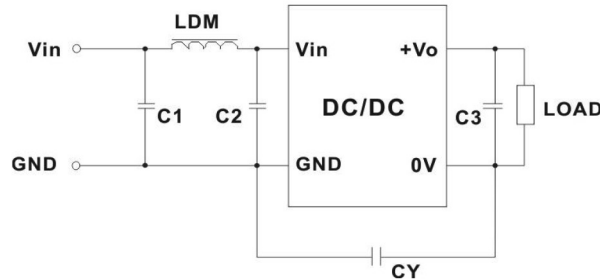 LDM
Vin
Vin
+Vo
C1
C2
DC/DC
C3
LOAD
GND
GND
0V
CY